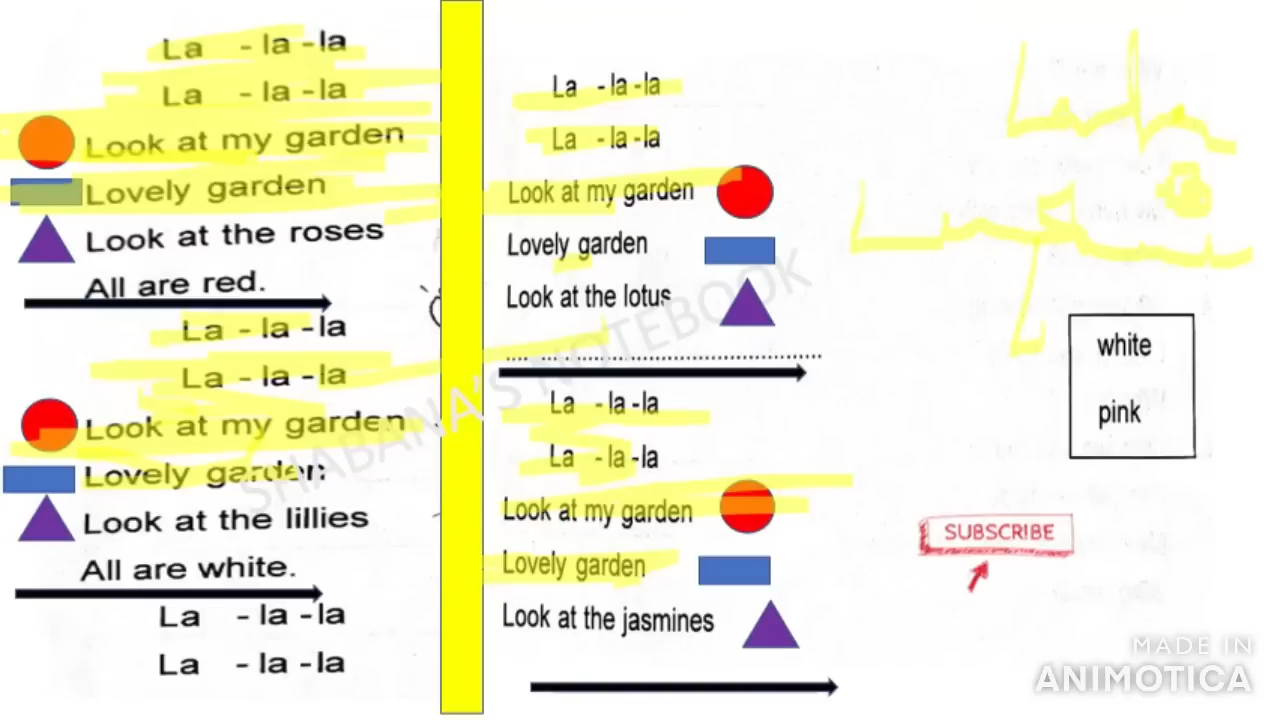 La - la - la
La - la - la
Look at my garden
Lovely garden
Look at the roses
All are red.
La - la - la
La - la - la
Look at my garden
Lovely garden
Look at the lillies
All are white.
La - la - la
La - la - la
La - la - la
La - la - la
Look at my garden
Lovely garden
Look at the lotus
La - la - la
La - la - la
Look at my garden
Lovely garden
Look at the jasmines
white
pink
SUBSCRIBE
SHABANA'S NOTEBOOK
MADE IN
ANIMOTICA